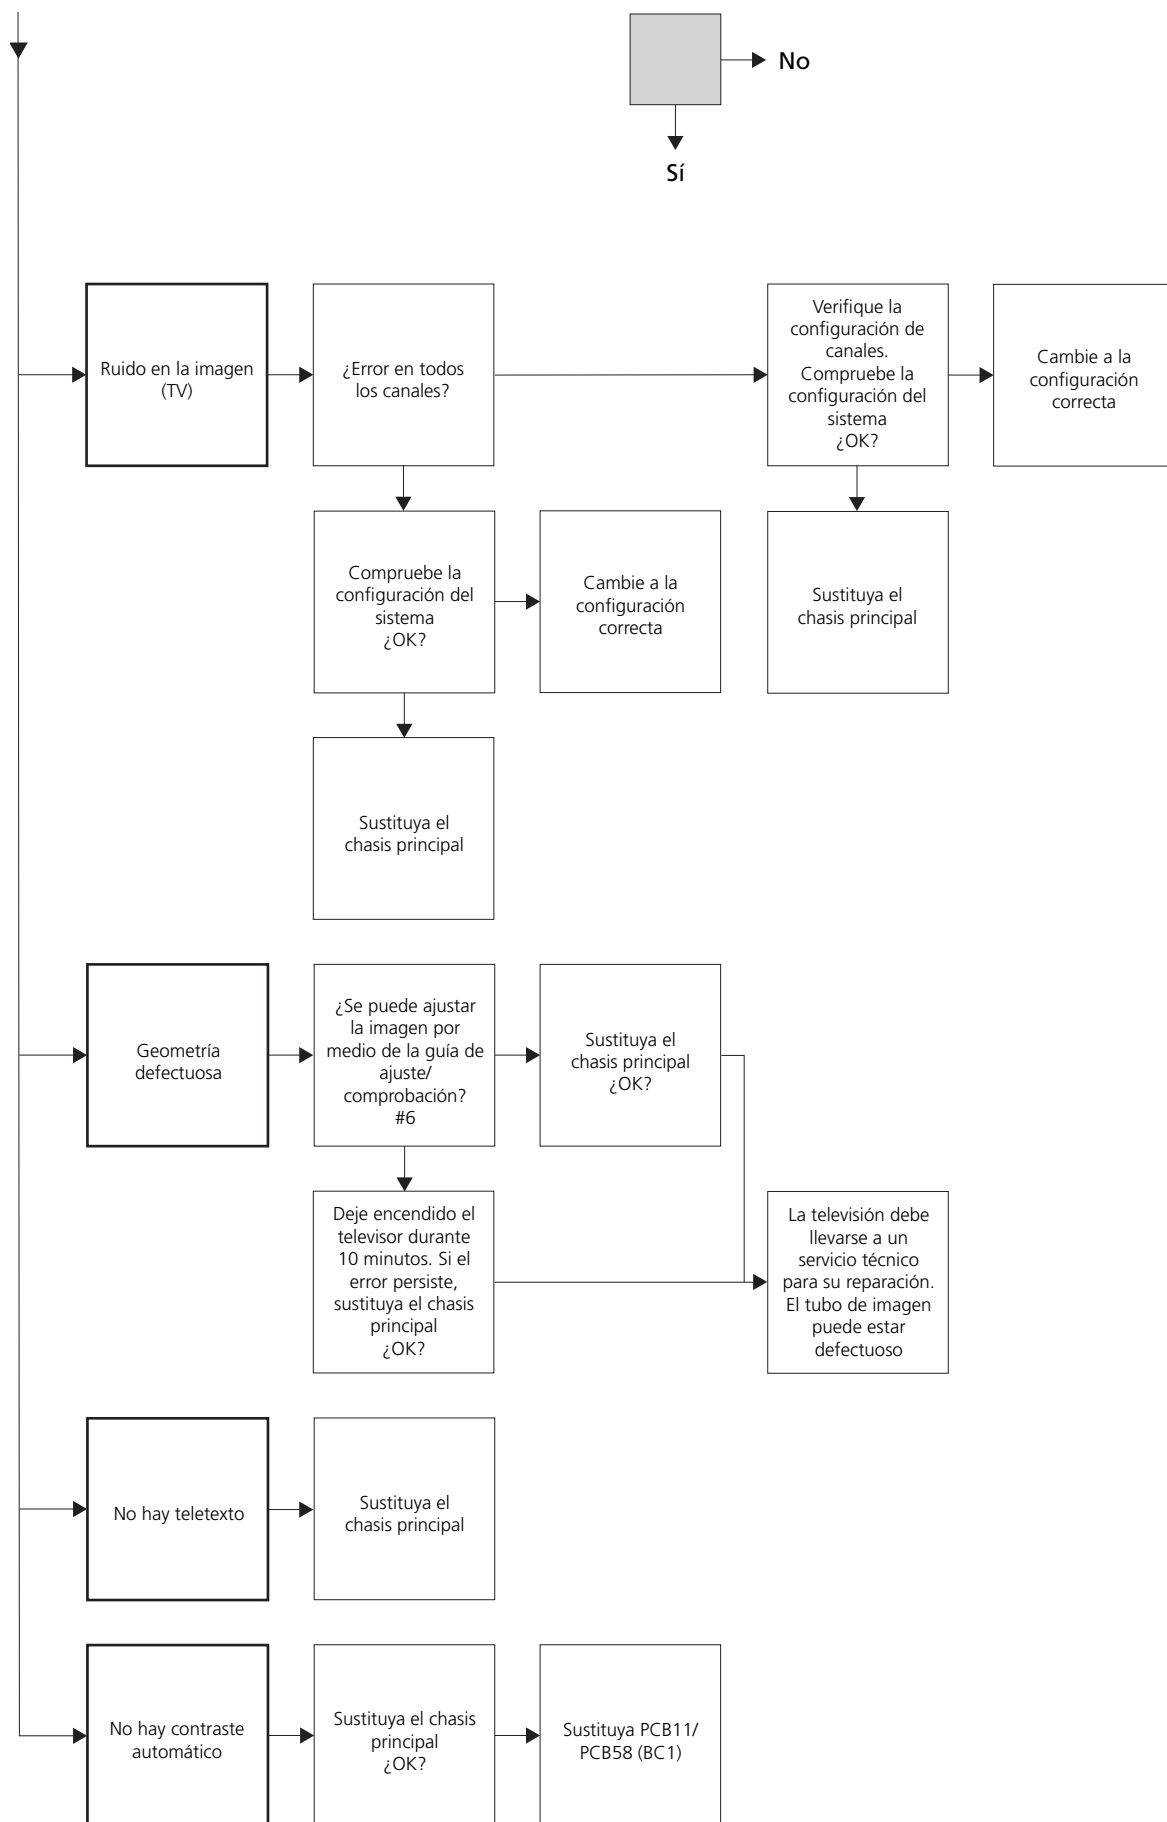 No
Sí
Ruido en la imagen
(TV)
¿Error en todos
los canales?
Verifique la
configuración de
canales.
Compruebe la
configuración del
sistema
¿OK?
Cambie a la
configuración
correcta
Compruebe la
configuración del
sistema
¿OK?
Cambie a la
configuración
correcta
Sustituya el
chasis principal
Sustituya el
chasis principal
Geometría
defectuosa
¿Se puede ajustar
la imagen por
medio de la guía de
ajuste/
comprobación?
#6
Sustituya el
chasis principal
¿OK?
Deje encendido el
televisor durante
10 minutos. Si el
error persiste,
sustituya el chasis
principal
¿OK?
La televisión debe
llevarse a un
servicio técnico
para su reparación.
El tubo de imagen
puede estar
defectuoso
No hay teletexto
Sustituya el
chasis principal
No hay contraste
automático
Sustituya el chasis
principal
¿OK?
Sustituya PCB11/
PCB58 (BC1)